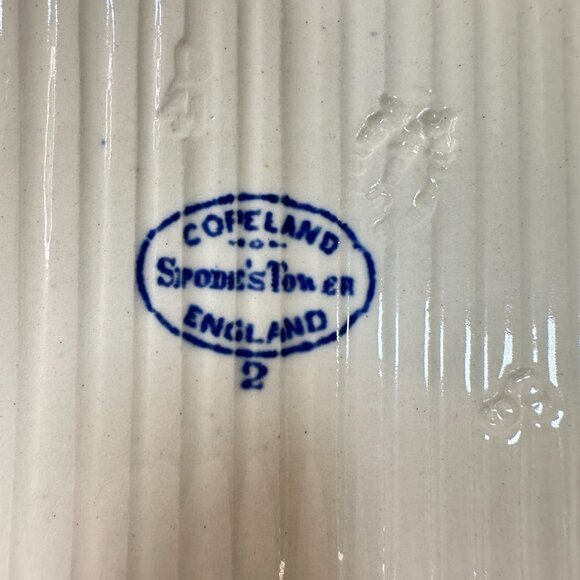 COPELAND
SPODE'S TOWER
ENGLAND
2